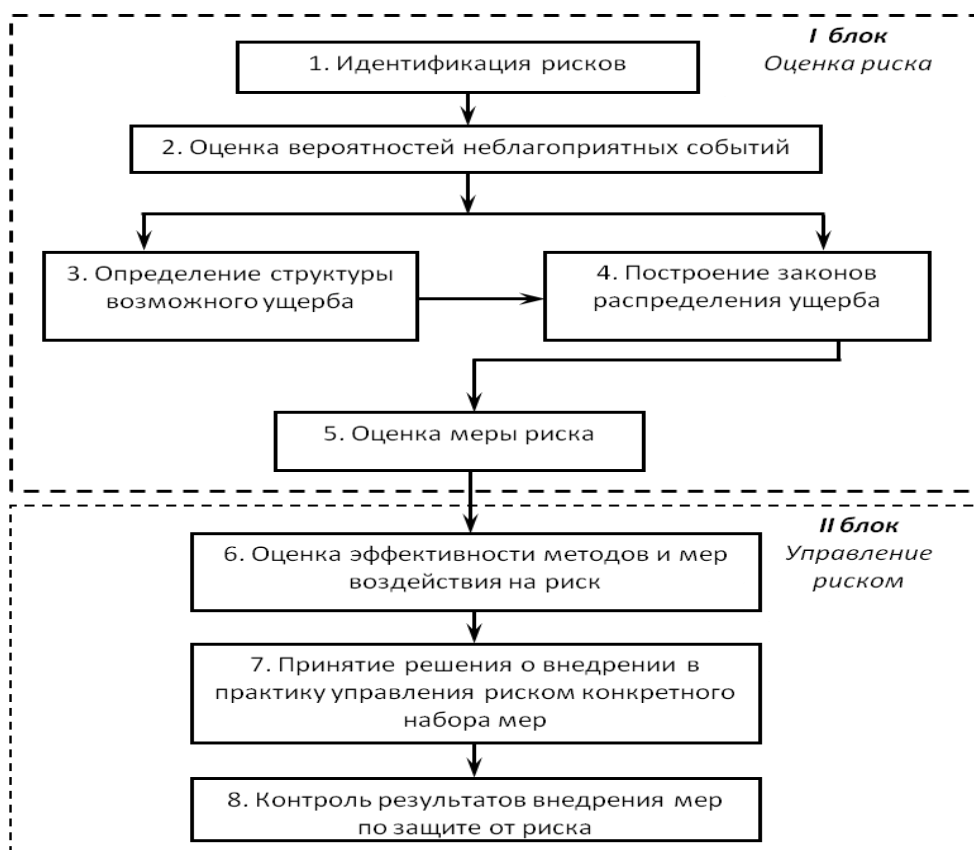 I блок
Оценка риска
1. Идентификация рисков
2. Оценка вероятностей неблагоприятных событий
3. Определение структуры
возможного ущерба
4. Построение законов
распределения ущерба
5. Оценка меры риска
II блок
Управление
риском
6. Оценка эффективности методов и мер
воздействия на риск
7. Принятие решения о внедрении в
практику управления риском конкретного
набора мер
8. Контроль результатов внедрения мер
по защите от риска